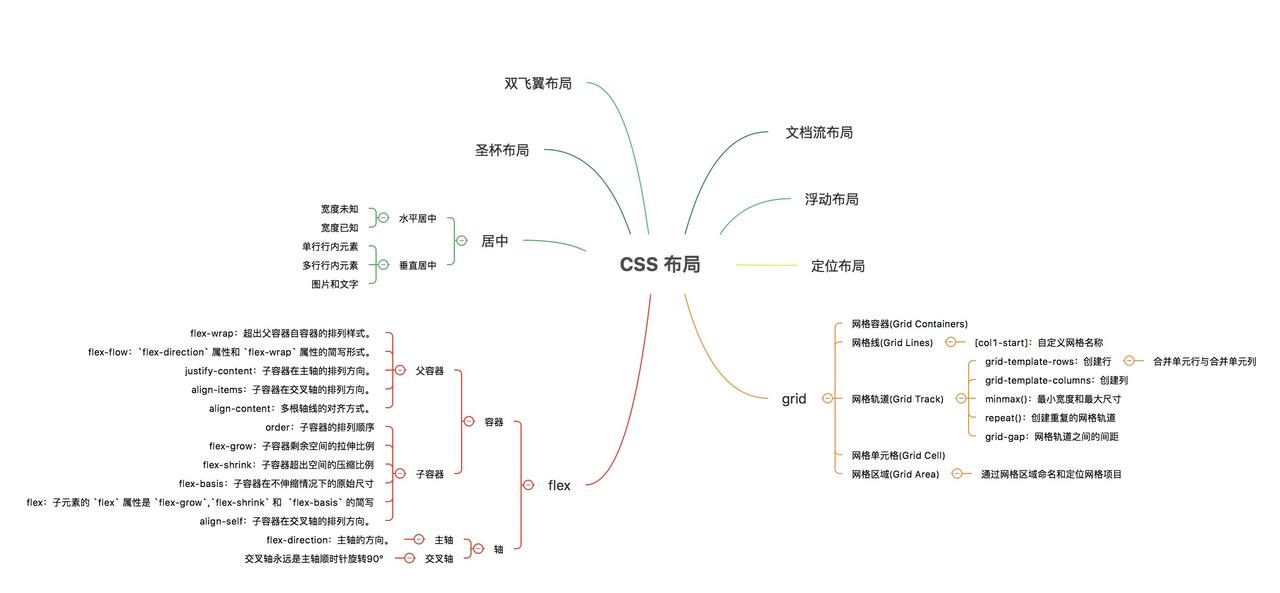 CSS 布局
双飞翼布局
圣杯布局
居中
水平居中
宽度未知
宽度已知
垂直居中
单行行内元素
多行行内元素
图片和文字
flex
容器
父容器
flex-wrap：超出父容器自容器的排列样式。
flex-flow：`flex-direction` 属性和 `flex-wrap` 属性的简写形式。
justify-content：子容器在主轴的排列方向。
align-items：子容器在交叉轴的排列方向。
align-content：多根轴线的对齐方式。
子容器
order：子容器的排列顺序
flex-grow：子容器剩余空间的拉伸比例
flex-shrink：子容器超出空间的压缩比例
flex-basis：子容器在不伸缩情况下的原始尺寸
flex：子元素的 `flex` 属性是 `flex-grow`,`flex-shrink` 和 `flex-basis` 的简写
align-self：子容器在交叉轴的排列方向。
轴
主轴
flex-direction：主轴的方向。
交叉轴
交叉轴永远是主轴顺时针旋转90°
文档流布局
浮动布局
定位布局
grid
网格容器(Grid Containers)
网格线(Grid Lines)
[col1-start]：自定义网格名称
网格轨道(Grid Track)
grid-template-rows：创建行
合并单元行与合并单元列
grid-template-columns：创建列
minmax()：最小宽度和最大尺寸
repeat()：创建重复的网格轨道
grid-gap：网格轨道之间的间距
网格单元格(Grid Cell)
网格区域(Grid Area)
通过网格区域命名和定位网格项目